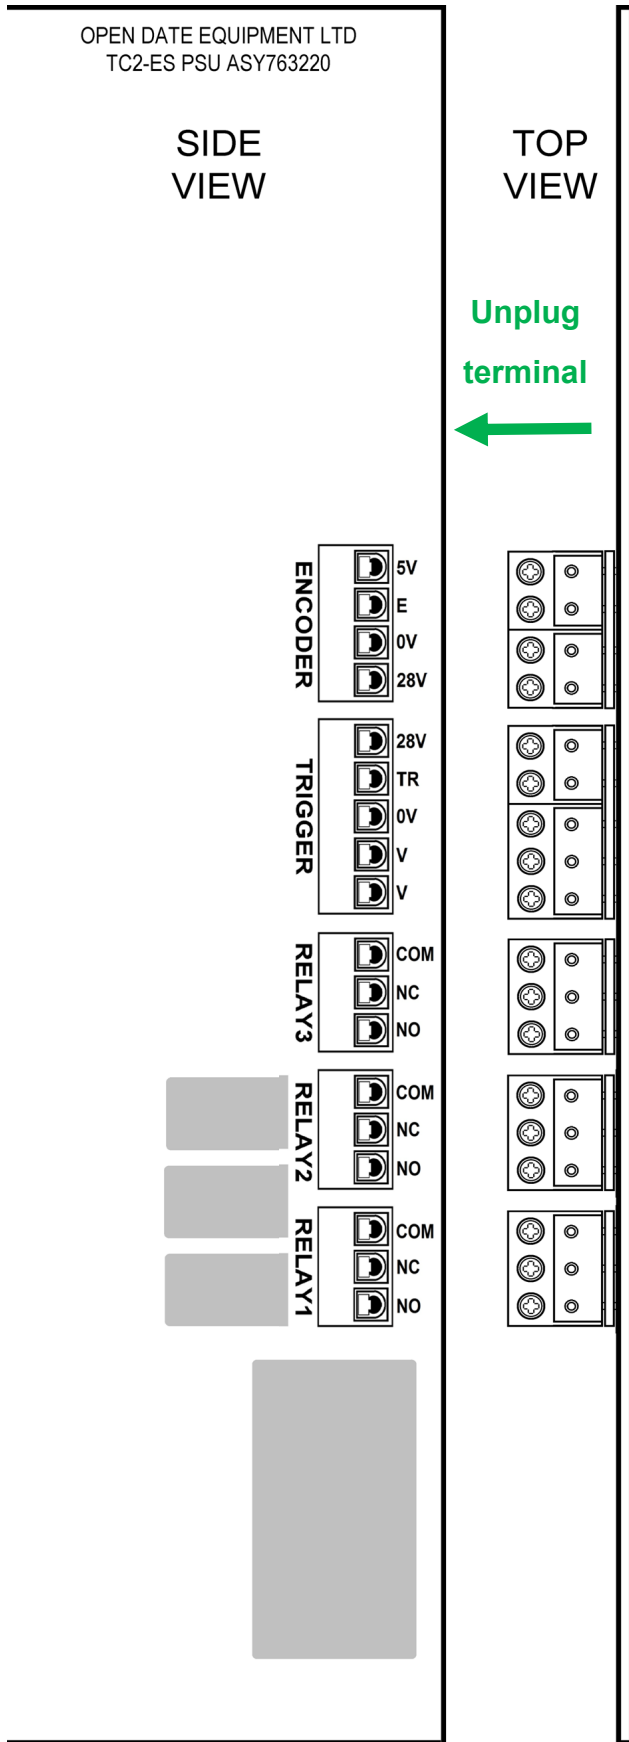 OPEN DATE EQUIPMENT LTD
TC2-ES PSU ASY763220
SIDE
VIEW
TOP
VIEW
Unplug
terminal
ENCODER
5V
E
0V
28V
TRIGGER
28V
TR
0V
V
V
RELAY3
COM
NC
NO
RELAY2
COM
NC
NO
RELAY1
COM
NC
NO